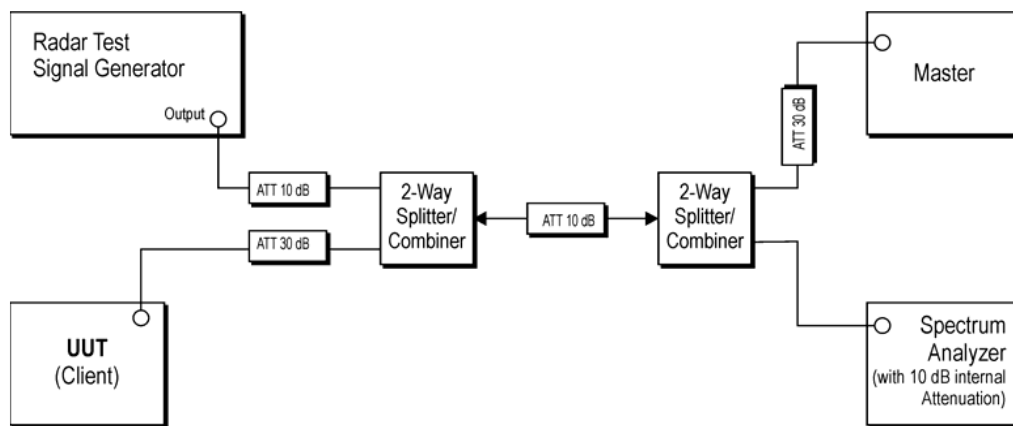 Radar Test
Signal Generator
Output
ATT 10 dB
ATT 30 dB
UUT
(Client)
2-Way
Splitter/
Combiner
ATT 10 dB
2-Way
Splitter/
Combiner
ATT 30 dB
Master
Spectrum
Analyzer
(with 10 dB internal
Attenuation)